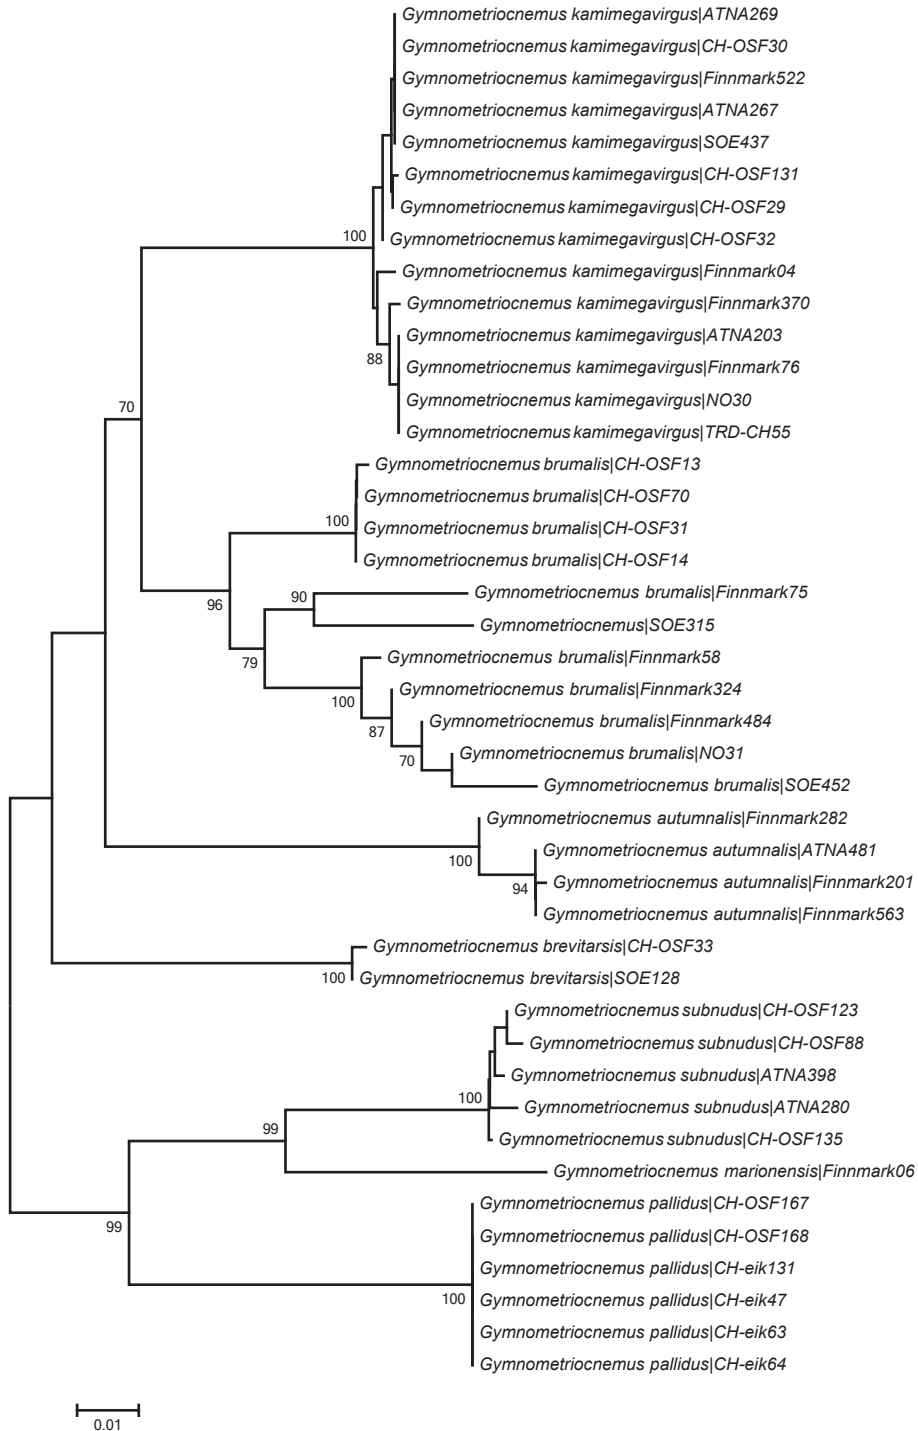 Gymnometriocnemus kamimegavirgus|ATNA269
Gymnometriocnemus kamimegavirgus|CH-OSF30
Gymnometriocnemus kamimegavirgus|Finnmark522
Gymnometriocnemus kamimegavirgus|ATNA267
Gymnometriocnemus kamimegavirgus|SOE437
Gymnometriocnemus kamimegavirgus|CH-OSF131
Gymnometriocnemus kamimegavirgus|CH-OSF29
100
Gymnometriocnemus kamimegavirgus|CH-OSF32
Gymnometriocnemus kamimegavirgus|Finnmark04
Gymnometriocnemus kamimegavirgus|Finnmark370
Gymnometriocnemus kamimegavirgus|ATNA203
88
Gymnometriocnemus kamimegavirgus|Finnmark76
Gymnometriocnemus kamimegavirgus|NO30
70
Gymnometriocnemus kamimegavirgus|TRD-CH55
Gymnometriocnemus brumalis|CH-OSF13
Gymnometriocnemus brumalis|CH-OSF70
100
Gymnometriocnemus brumalis|CH-OSF31
Gymnometriocnemus brumalis|CH-OSF14
90
Gymnometriocnemus brumalis|Finnmark75
96
Gymnometriocnemus|SOE315
79
Gymnometriocnemus brumalis|Finnmark58
Gymnometriocnemus brumalis|Finnmark324
100
Gymnometriocnemus brumalis|Finnmark484
87
Gymnometriocnemus brumalis|NO31
70
Gymnometriocnemus brumalis|SOE452
Gymnometriocnemus autumnalis|Finnmark282
Gymnometriocnemus autumnalis|ATNA481
100
Gymnometriocnemus autumnalis|Finnmark201
94
Gymnometriocnemus autumnalis|Finnmark563
Gymnometriocnemus brevitarsis|CH-OSF33
100
Gymnometriocnemus brevitarsis|SOE128
Gymnometriocnemus subnudus|CH-OSF123
Gymnometriocnemus subnudus|CH-OSF88
Gymnometriocnemus subnudus|ATNA398
100
Gymnometriocnemus subnudus|ATNA280
99
Gymnometriocnemus subnudus|CH-OSF135
Gymnometriocnemus marionensis|Finnmark06
Gymnometriocnemus pallidus|CH-OSF167
99
Gymnometriocnemus pallidus|CH-OSF168
Gymnometriocnemus pallidus|CH-eik131
100
Gymnometriocnemus pallidus|CH-eik47
Gymnometriocnemus pallidus|CH-eik63
Gymnometriocnemus pallidus|CH-eik64
0.01